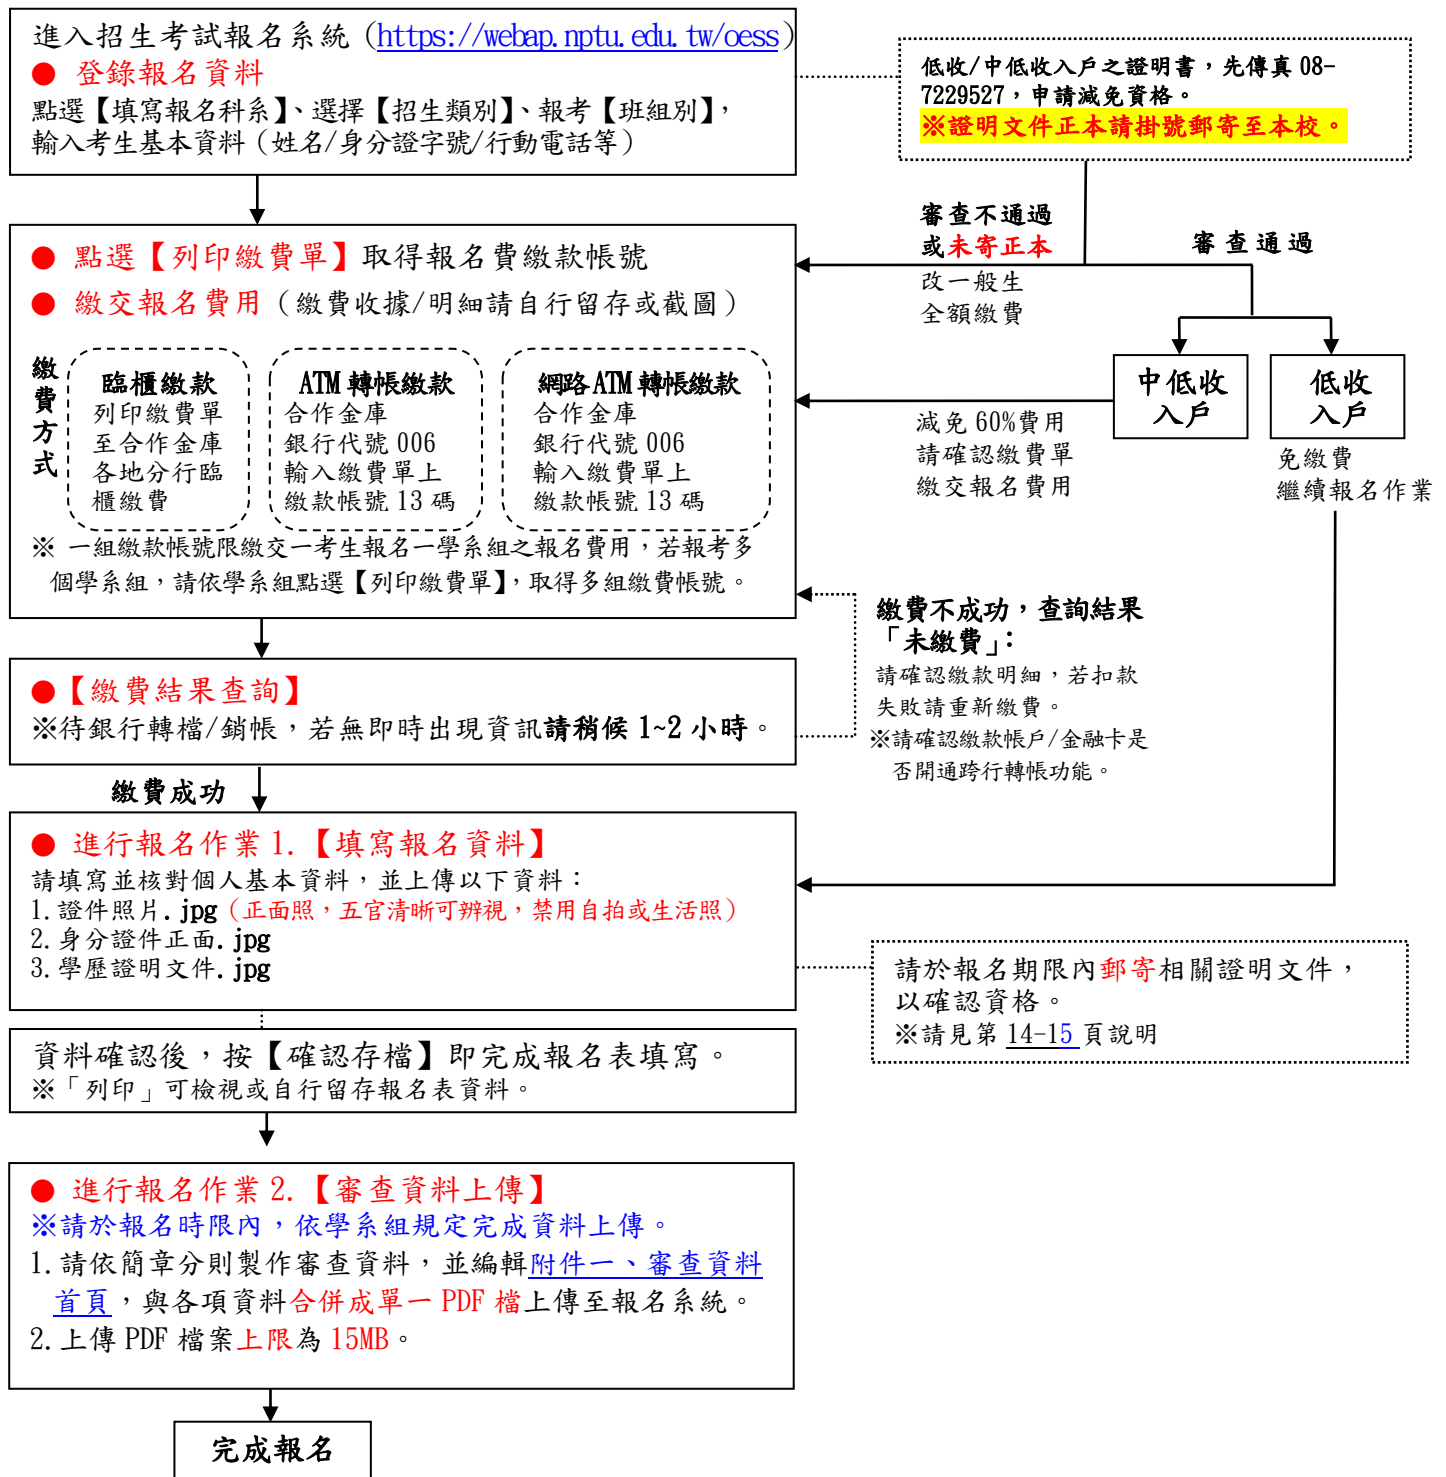 進入招生考試報名系統（https://webap.nptu.edu.tw/oess）
● 登錄報名資料
點選【填寫報名科系】、選擇【招生類別】、報考【班組別】，
輸入考生基本資料（姓名/身分證字號/行動電話等）
低收/中低收入戶之證明書，先傳真 08-
7229527，申請減免資格。
※證明文件正本請掛號郵寄至本校。
審查不通過
或未寄正本
改一般生
全額繳費
審查通過
● 點選【列印繳費單】取得報名費繳款帳號
● 繳交報名費用（繳費收據/明細請自行留存或截圖）
繳費方式
臨櫃繳款
列印繳費單
至合作金庫
各地分行臨
櫃繳費
ATM 轉帳繳款
合作金庫
銀行代號 006
輸入繳費單上
繳款帳號 13 碼
網路 ATM 轉帳繳款
合作金庫
銀行代號 006
輸入繳費單上
繳款帳號 13 碼
※ 一組繳款帳號限繳交一考生報名一學系組之報名費用，若報考多
個學系組，請依學系組點選【列印繳費單】，取得多組繳費帳號。
中低收
入戶
低收
入戶
減免 60%費用
請確認繳費單
繳交報名費用
免繳費
繼續報名作業
●【繳費結果查詢】
※待銀行轉檔/銷帳，若無即時出現資訊請稍候 1~2 小時。
繳費不成功，查詢結果
「未繳費」：
請確認繳款明細，若扣款
失敗請重新繳費。
※請確認繳款帳戶/金融卡是
否開通跨行轉帳功能。
繳費成功
● 進行報名作業 1.【填寫報名資料】
請填寫並核對個人基本資料，並上傳以下資料：
1.證件照片.jpg（正面照，五官清晰可辨視，禁用自拍或生活照）
2.身分證件正面.jpg
3.學歷證明文件.jpg
請於報名期限內郵寄相關證明文件，
以確認資格。
※請見第 14-15 頁說明
資料確認後，按【確認存檔】即完成報名表填寫。
※「列印」可檢視或自行留存報名表資料。
● 進行報名作業 2.【審查資料上傳】
※請於報名時限內，依學系組規定完成資料上傳。
1.請依簡章分則製作審查資料，並編輯附件一、審查資料
首頁，與各項資料合併成單一 PDF 檔上傳至報名系統。
2.上傳 PDF 檔案上限為 15MB。
完成報名